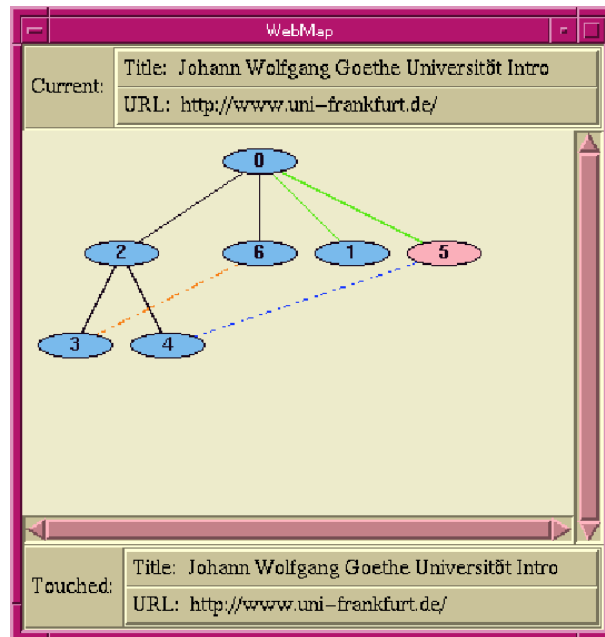 WebMap
Current:
Title: Johann Wolfgang Goethe Universitöt Intro
URL: http://www.uni-frankfurt.de/
0
2 6 1 5
3 4
Touched:
Title: Johann Wolfgang Goethe Universitöt Intro
URL: http://www.uni-frankfurt.de/